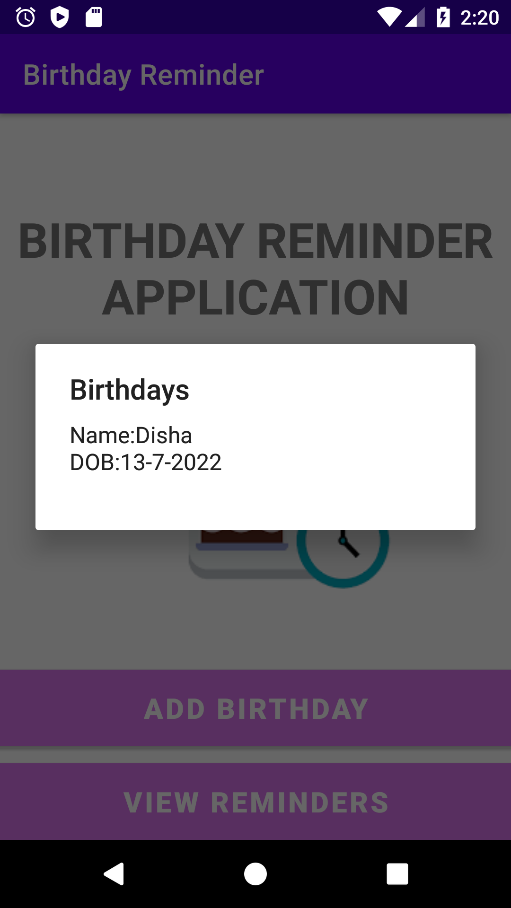 2:20
Birthday Reminder
BIRTHDAY REMINDER
APPLICATION
Birthdays
Name:Disha
DOB:13-7-2022
ADD BIRTHDAY
VIEW REMINDERS